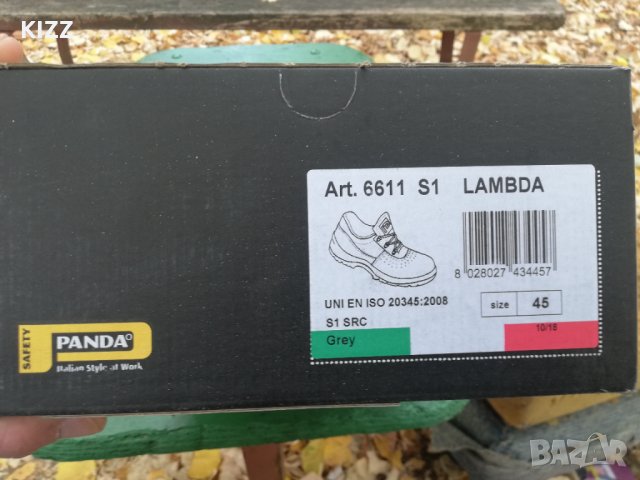 KIZZ
Art. 6611 S1 LAMBDA
8 028027 434457
UNI EN ISO 20345:2008
size 45
S1 SRC
Grey
10/18
SAFETY
PANDA
Italian Style at Work
BAZAR